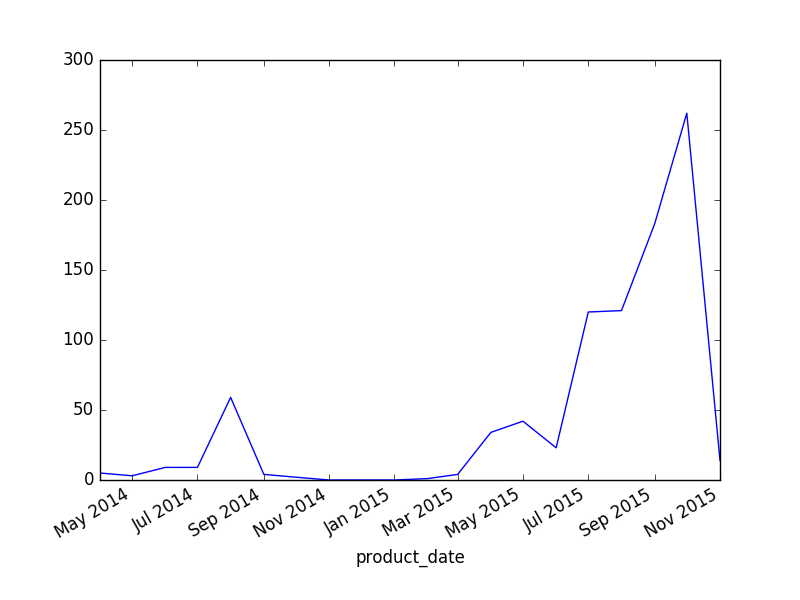 300
250
200
150
100
50
0
May 2014
Jul 2014
Sep 2014
Nov 2014
Jan 2015
Mar 2015
May 2015
Jul 2015
Sep 2015
Nov 2015
product_date